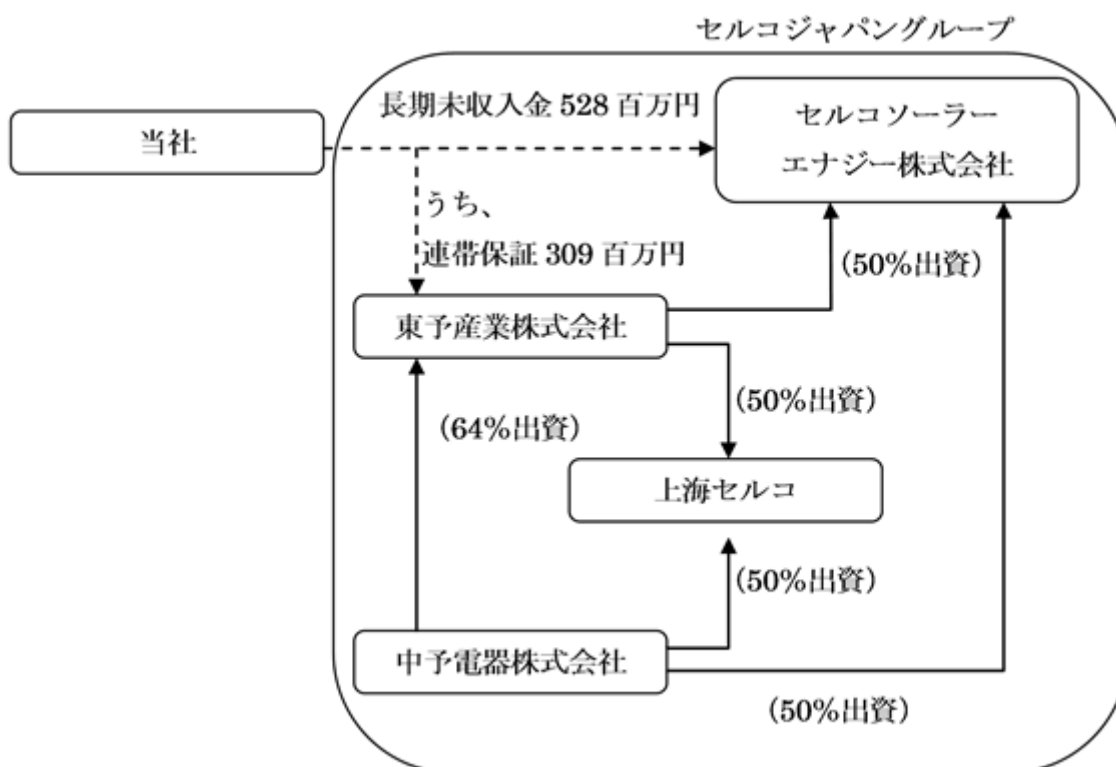 セルコジャパングループ
長期未収入金 528 百万円
当社
セルコソーラー
エナジー株式会社
うち、
連帯保証 309 百万円
(50%出資)
東予産業株式会社
(50%出資)
(64%出資)
上海セルコ
(50%出資)
中予電器株式会社
(50%出資)